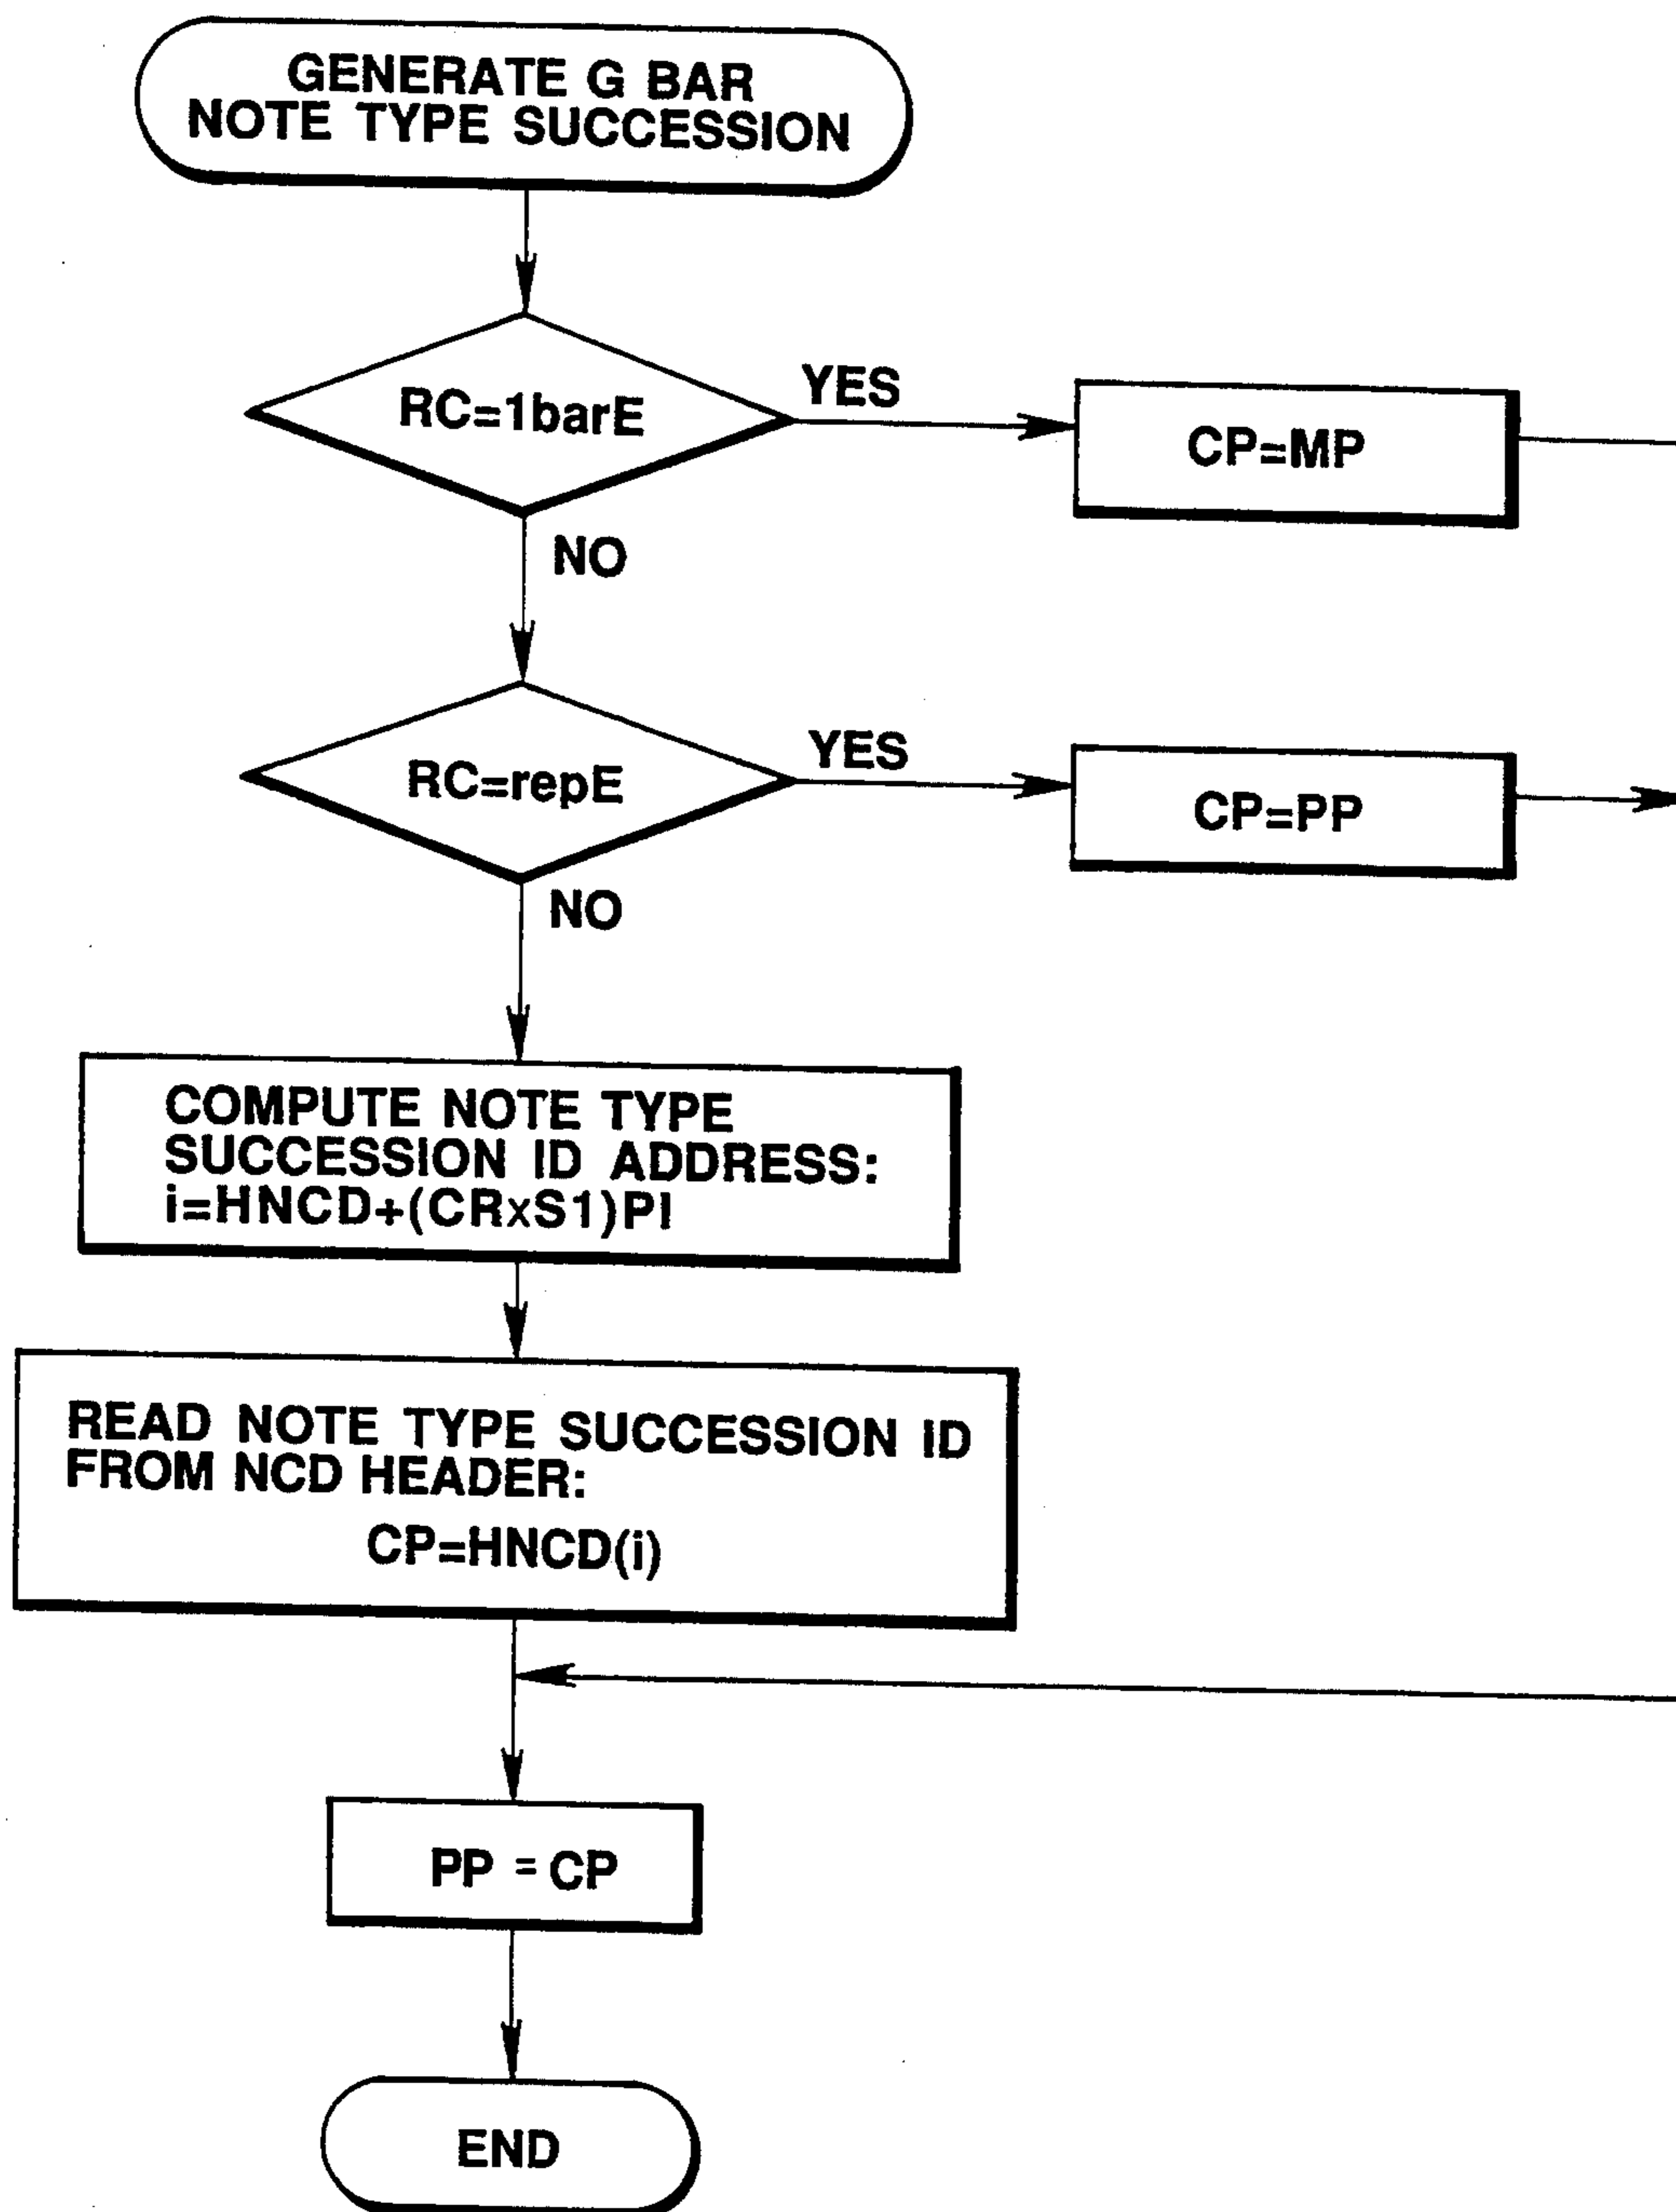 GENERATE G BAR
NOTE TYPE SUCCESSION
RC=1barE
YES
CP=MP
NO
RC=repE
YES
CP=PP
NO
COMPUTE NOTE TYPE
SUCCESSION ID ADDRESS:
i=HNCD+(CRxS1)PI
READ NOTE TYPE SUCCESSION ID
FROM NCD HEADER:
CP=HNCD(i)
PP = CP
END